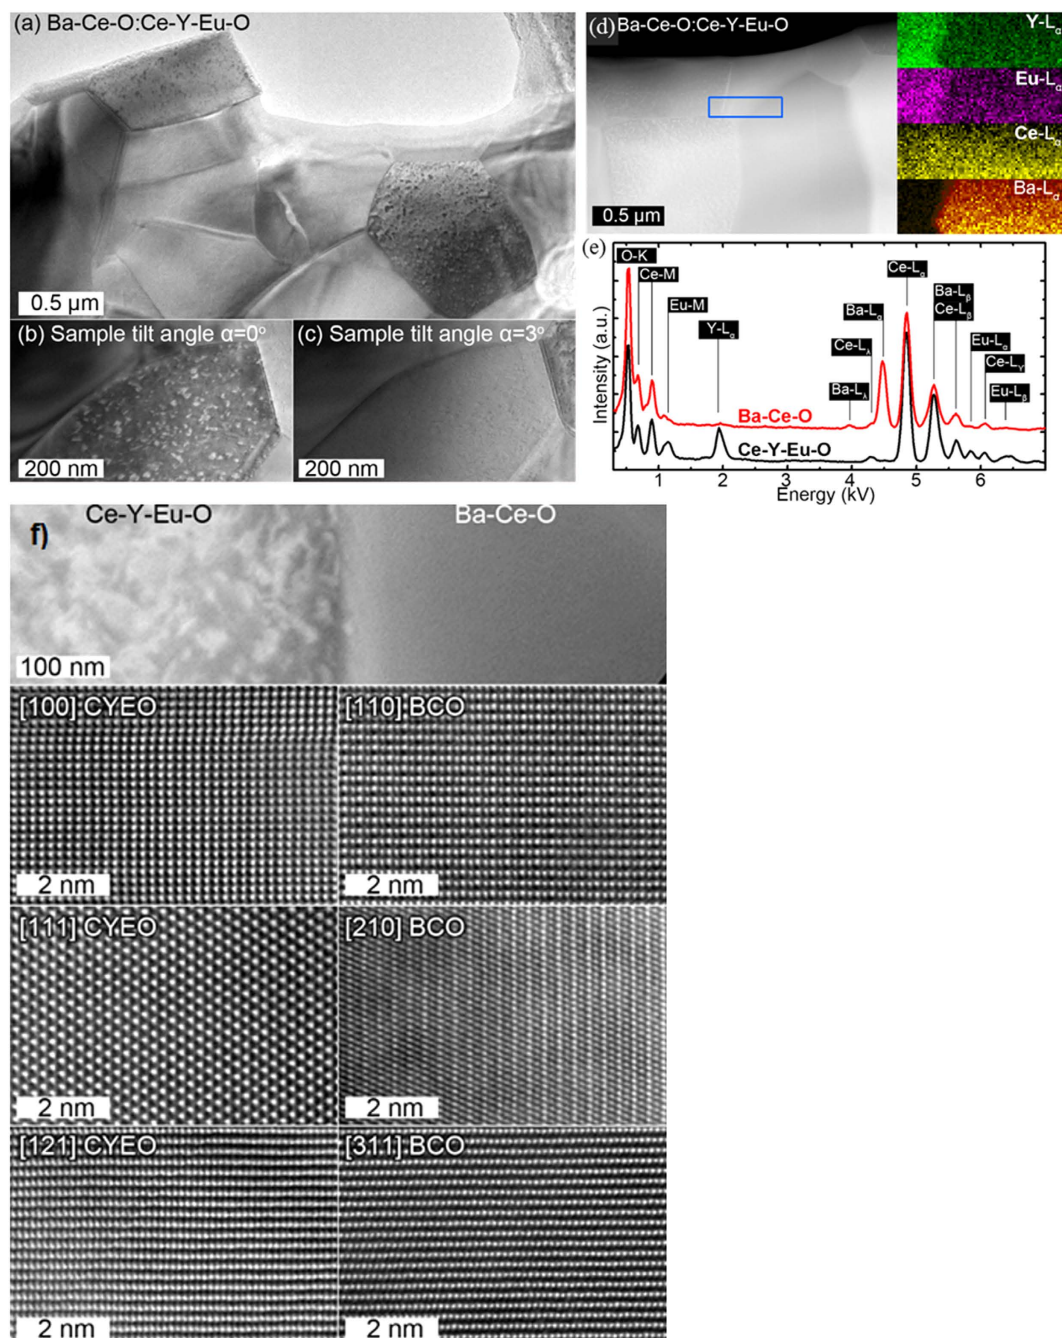 (a) Ba-Ce-O:Ce-Y-Eu-O
0.5 µm
(b) Sample tilt angle α=0°
200 nm
(c) Sample tilt angle α=3°
200 nm
(d) Ba-Ce-O:Ce-Y-Eu-O
0.5 µm
Y-Lα
Eu-Lα
Ce-Lα
Ba-Lα
(e)
Intensity (a.u.)
O-K
Ce-M
Eu-M
Y-Lα
Ba-Lα
Ce-Lλ
Ba-Lλ
Ce-Lα
Ba-Lβ
Ce-Lβ
Eu-Lα
Ce-Lγ
Eu-Lβ
Ba-Ce-O
Ce-Y-Eu-O
1 2 3 4 5 6
Energy (kV)
f)
Ce-Y-Eu-O
Ba-Ce-O
100 nm
[100] CYEO
2 nm
[110] BCO
2 nm
[111] CYEO
2 nm
[210] BCO
2 nm
[121] CYEO
2 nm
[311] BCO
2 nm